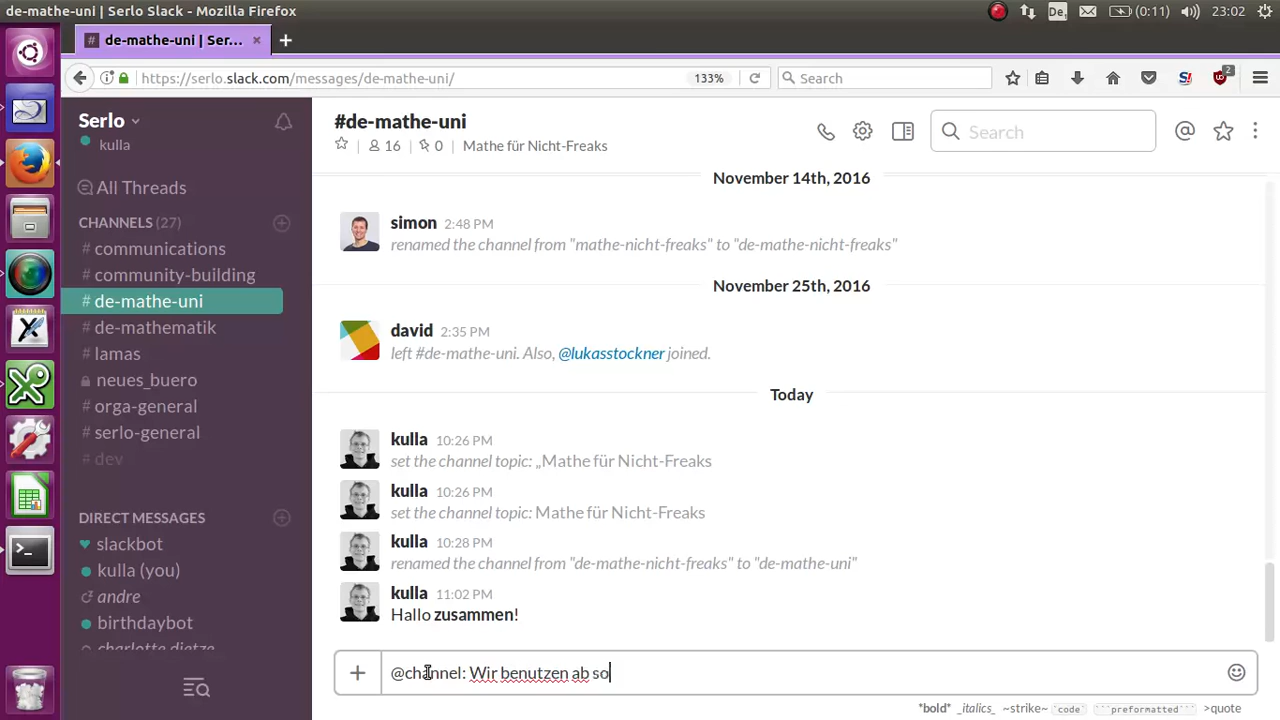 de-mathe-uni | Serlo Slack - Mozilla Firefox
De
(0:11)
23:02
# de-mathe-uni | Ser... ×
https://serlo.slack.com/messages/de-mathe-uni/
133%
Search
2
Serlo
kulla
All Threads
CHANNELS (27)
# communications
# community-building
# de-mathe-uni
# de-mathematik
# lamas
neues_buero
# orga-general
# serlo-general
# dev
DIRECT MESSAGES
slackbot
kulla (you)
andre
birthdaybot
charlotte dietze
#de-mathe-uni
16
0
Mathe für Nicht-Freaks
Search
November 14th, 2016
simon 2:48 PM
renamed the channel from "mathe-nicht-freaks" to "de-mathe-nicht-freaks"
November 25th, 2016
david 2:35 PM
left #de-mathe-uni. Also, @lukasstockner joined.
Today
kulla 10:26 PM
set the channel topic: „Mathe für Nicht-Freaks
kulla 10:26 PM
set the channel topic: Mathe für Nicht-Freaks
kulla 10:28 PM
renamed the channel from "de-mathe-nicht-freaks" to "de-mathe-uni"
kulla 11:02 PM
Hallo zusammen!
@channel: Wir benutzen ab so
*bold* _italics_ ~strike~ `code` ```preformatted``` >quote